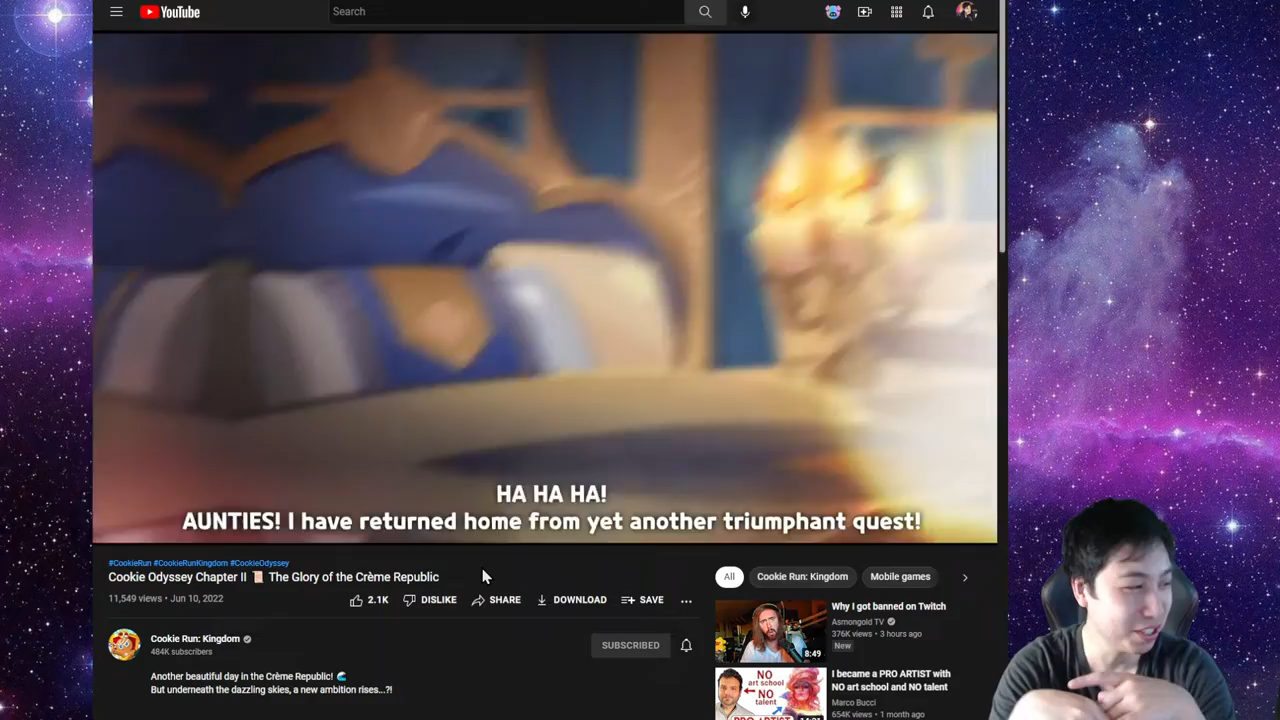 YouTube
Search
HA HA HA!
AUNTIES! I have returned home from yet another triumphant quest!
#CookieRun #CookieRunKingdom #CookieOdyssey
Cookie Odyssey Chapter II 📜 The Glory of the Crème Republic
11,549 views • Jun 10, 2022
2.1K DISLIKE SHARE DOWNLOAD SAVE
Cookie Run: Kingdom
484K subscribers
SUBSCRIBED
Another beautiful day in the Crème Republic! 🌊
But underneath the dazzling skies, a new ambition rises...?!
All Cookie Run: Kingdom Mobile games
Why I got banned on Twitch
Asmongold TV
376K views • 3 hours ago
New
8:49
I became a PRO ARTIST with
NO art school and NO talent
Marco Bucci
654K views • 1 month ago
NO
art school
NO
talent
PRO ARTIST